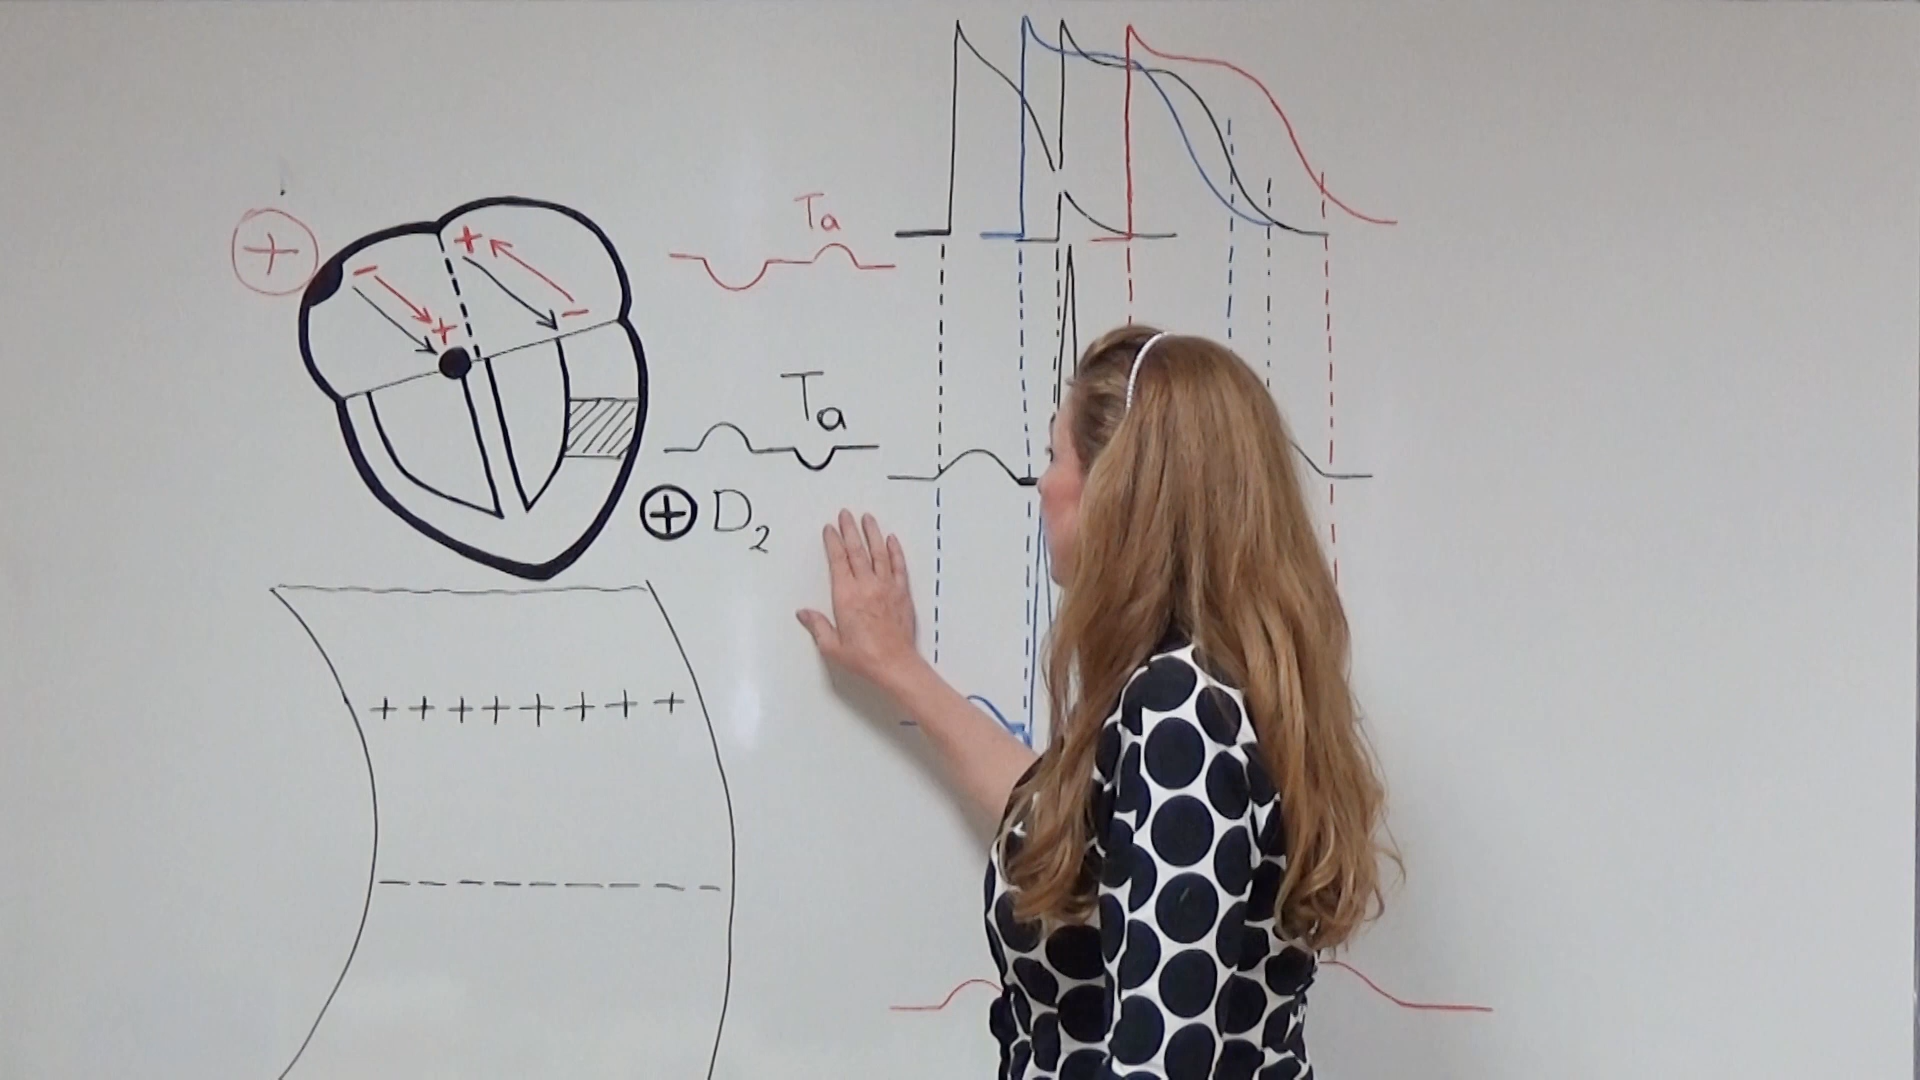 Ta
+
+
-
-
+
Ta
+ D2
+ + + + + + + +
- - - - - - - - -